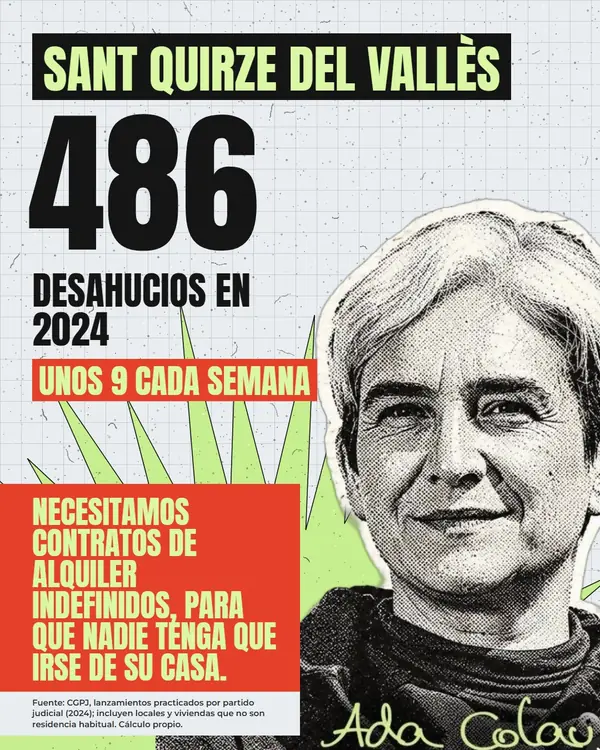 SANT QUIRZE DEL VALLÈS
486
DESAHUCIOS EN
2024
UNOS 9 CADA SEMANA
NECESITAMOS
CONTRATOS DE
ALQUILER
INDEFINIDOS, PARA
QUE NADIE TENGA QUE
IRSE DE SU CASA.
Fuente: CGPJ, lanzamientos practicados por partido
judicial (2024); incluyen locales y viviendas que no son
residencia habitual. Cálculo propio.
Ada Colau